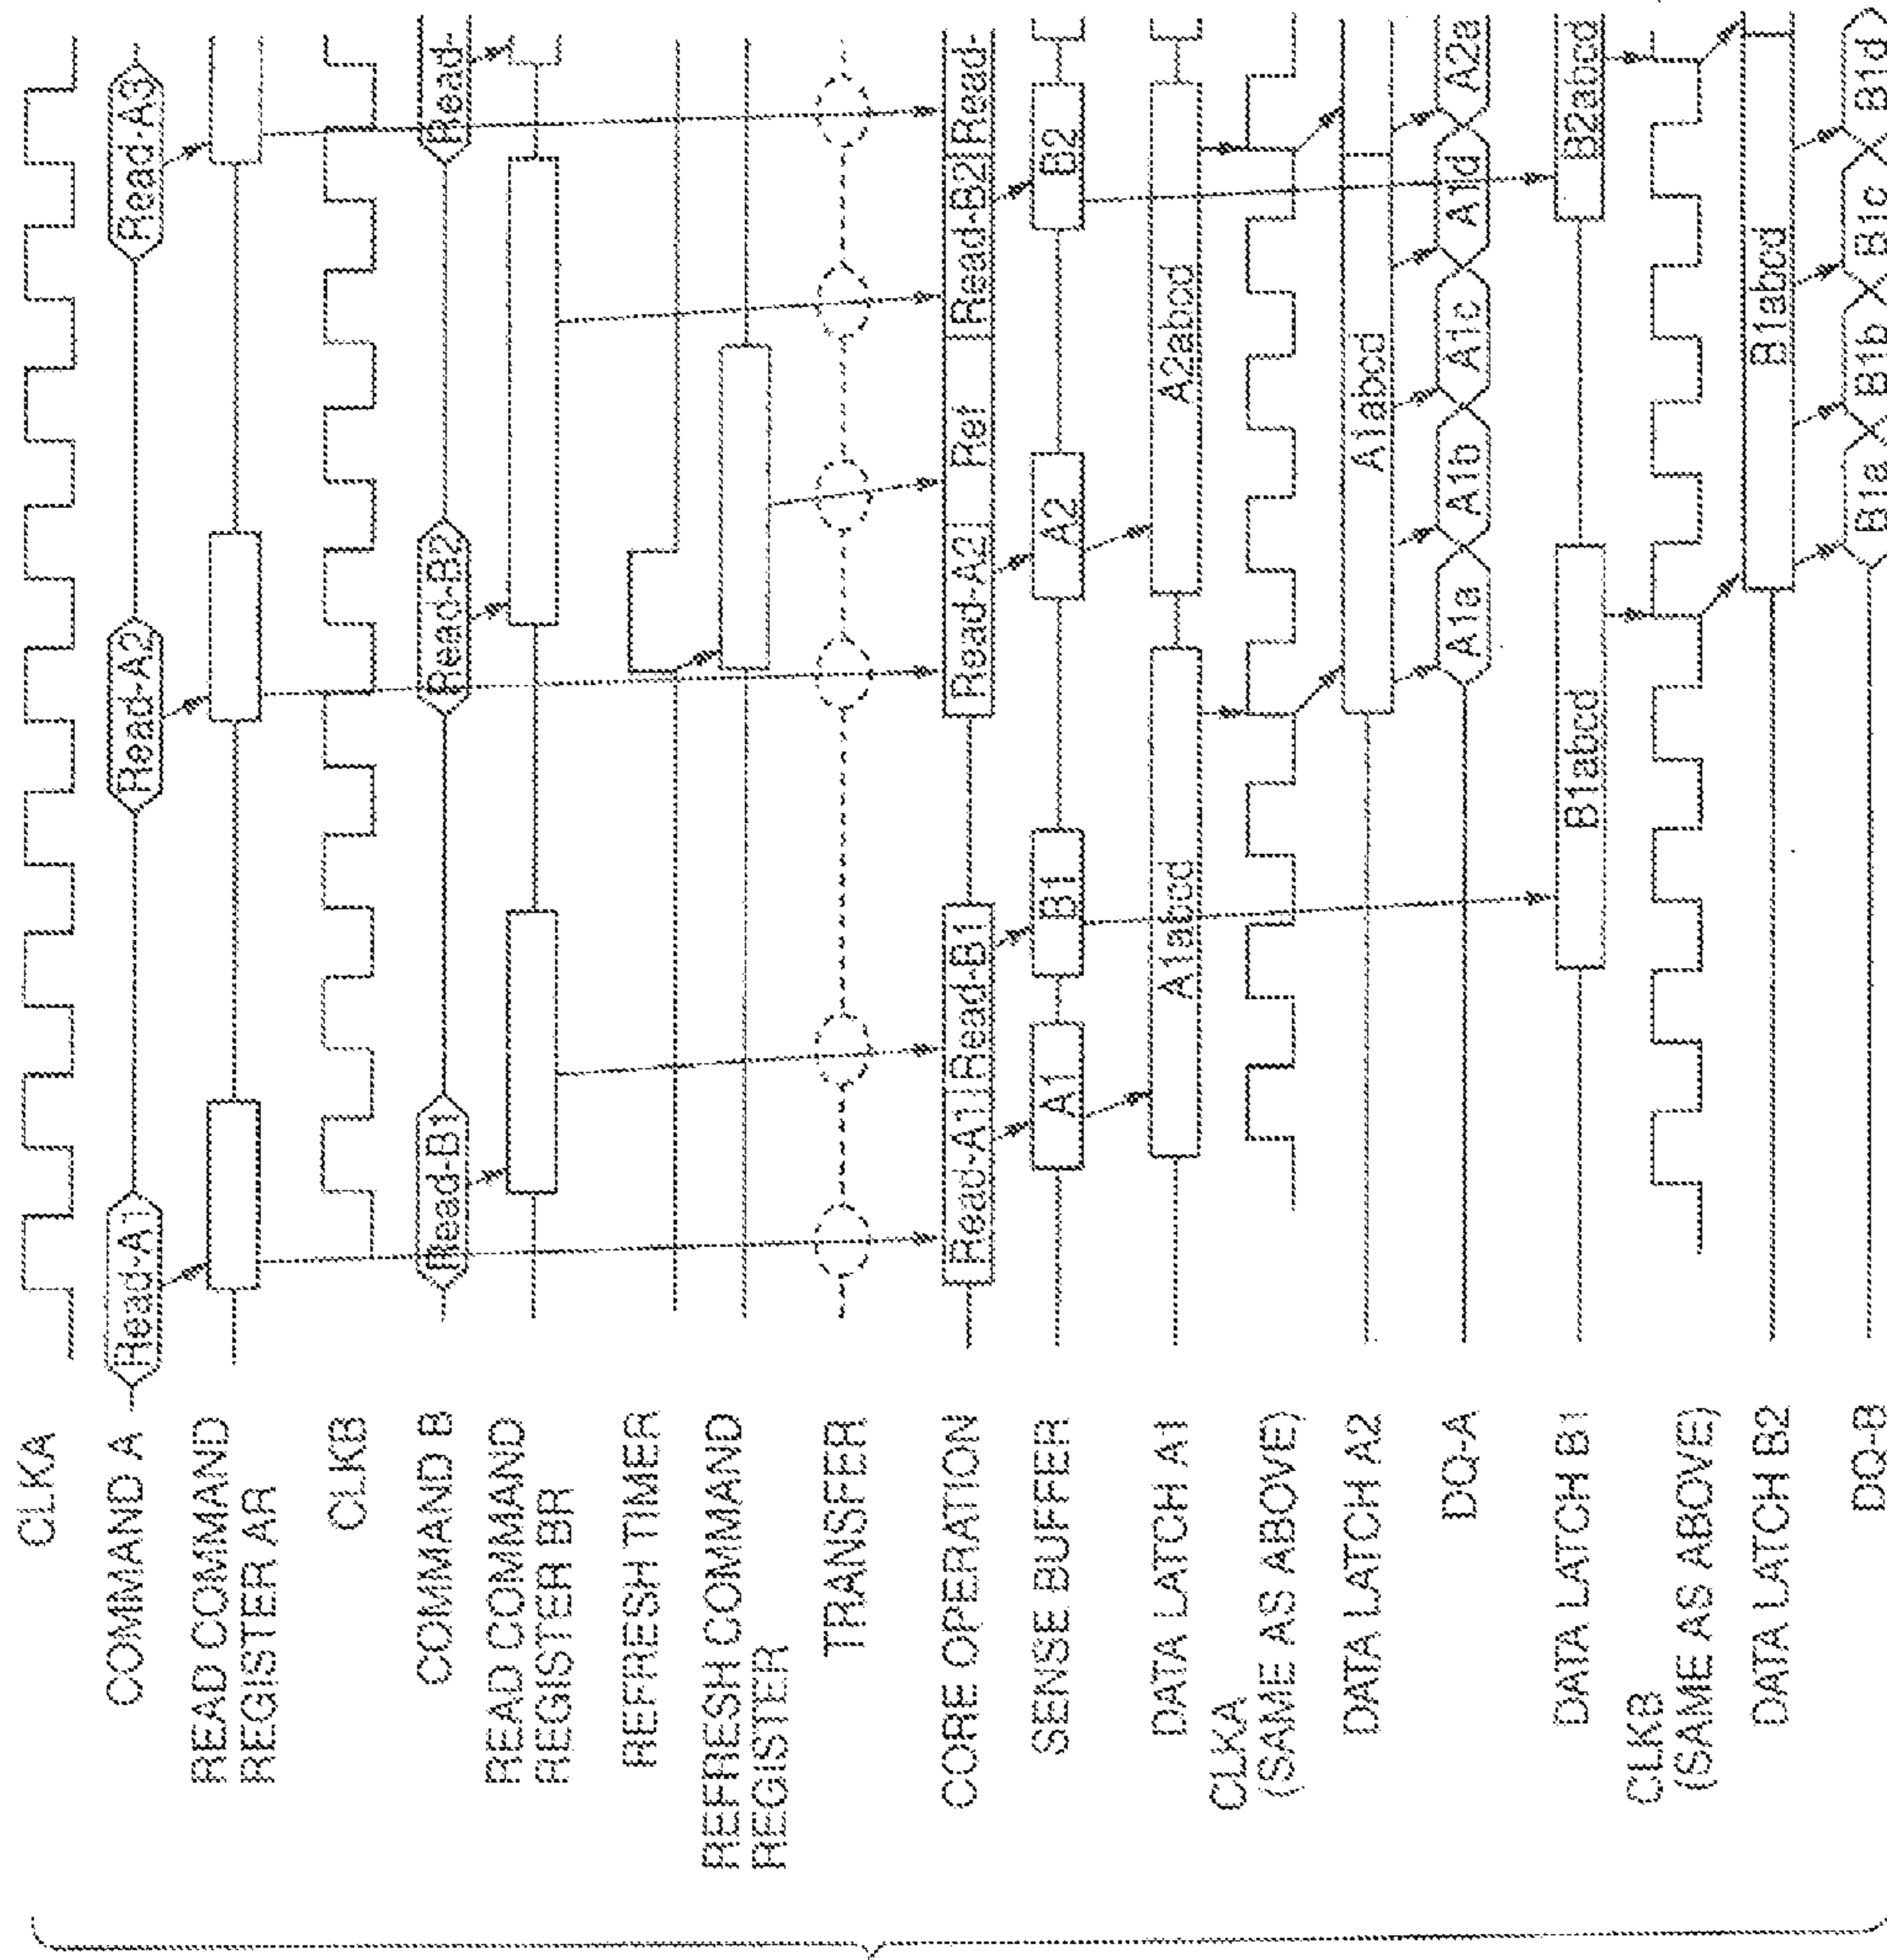 CLKA
COMMAND A
Read-A1
Read-A2
Read-A3
READ COMMAND
REGISTER AR
CLKB
COMMAND B
Read-B1
Read-B2
Read-
READ COMMAND
REGISTER BR
REFRESH TIMER
REFRESH COMMAND
REGISTER
TRANSFER
CORE OPERATION
Read-A1
Read-B1
Read-A2
Ref
Read-B2
Read-
SENSE BUFFER
A1
B1
A2
B2
DATA LATCH A1
A1abcd
A2abcd
CLKA
(SAME AS ABOVE)
DATA LATCH A2
A1abcd
DQ-A
A1a
A1b
A1c
A1d
A2a
DATA LATCH B1
B1abcd
B2abcd
CLKB
(SAME AS ABOVE)
DATA LATCH B2
B1abcd
DQ-B
B1a
B1b
B1c
B1d